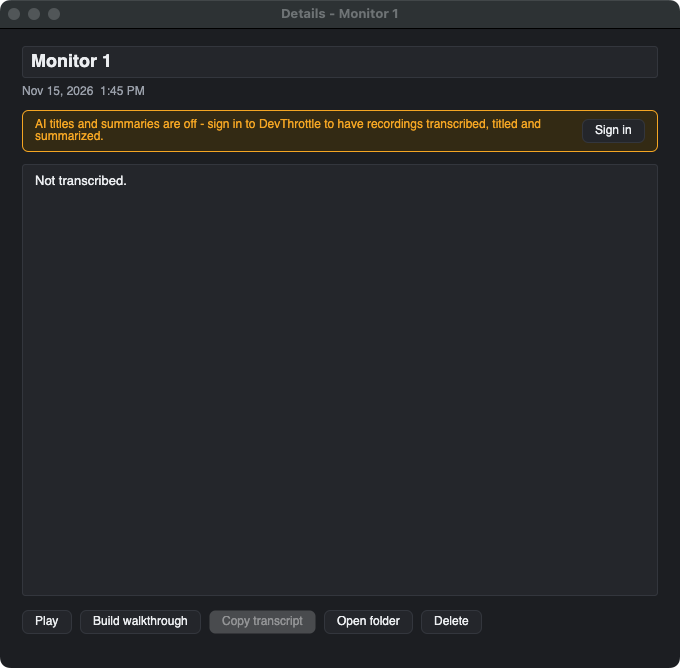 Details - Monitor 1
Monitor 1
Nov 15, 2026 1:45 PM
AI titles and summaries are off - sign in to DevThrottle to have recordings transcribed, titled and
summarized.
Sign in
Not transcribed.
Play
Build walkthrough
Copy transcript
Open folder
Delete